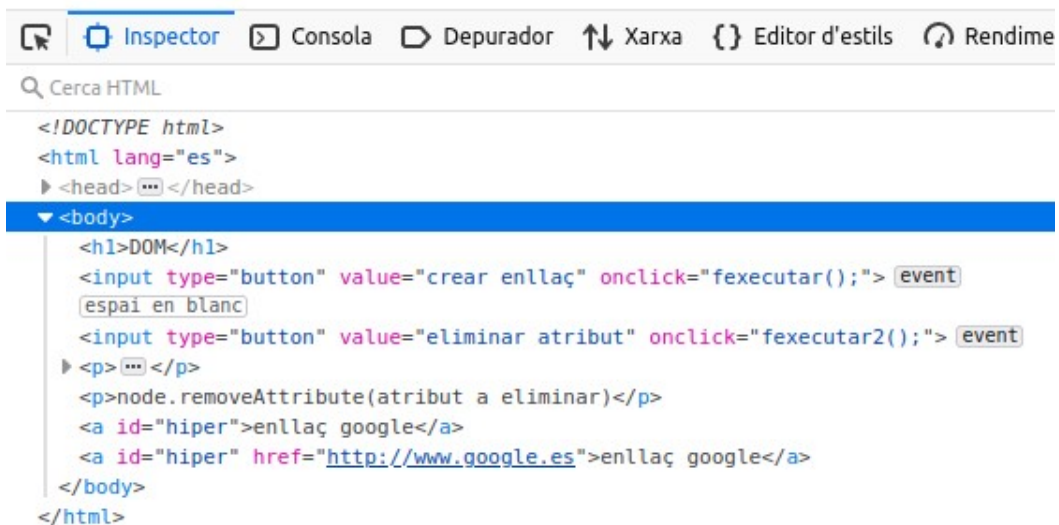 Inspector Consola Depurador Xarxa Editor d'estils Rendime
Cerca HTML
<!DOCTYPE html>
<html lang="es">
<head> ... </head>
<body>
<h1>DOM</h1>
<input type="button" value="crear enllaç" onclick="fexecutar();"> event
espai en blanc
<input type="button" value="eliminar atribut" onclick="fexecutar2();"> event
<p> ... </p>
<p>node.removeAttribute(atribut a eliminar)</p>
<a id="hiper">enllaç google</a>
<a id="hiper" href="http://www.google.es">enllaç google</a>
</body>
</html>